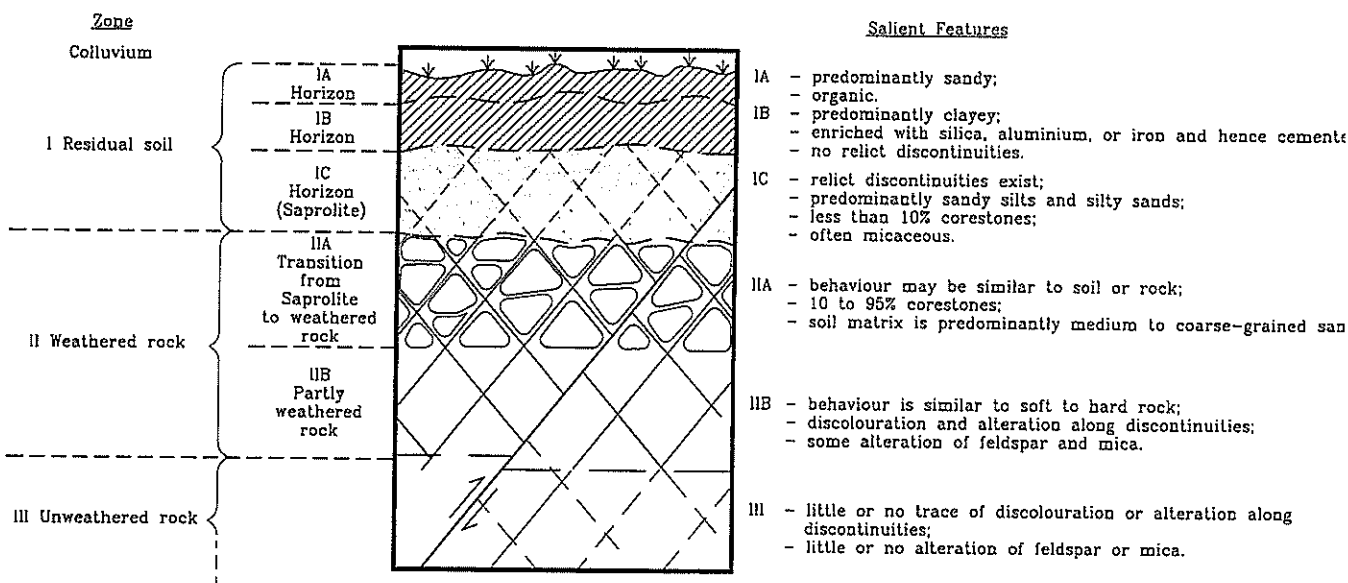 Zone
Colluvium
I Residual soil
II Weathered rock
III Unweathered rock
IA
Horizon
IB
Horizon
IC
Horizon
(Saprolite)
IIA
Transition
from
Saprolite
to weathered
rock
IIB
Partly
weathered
rock
Salient Features
IA - predominantly sandy;
- organic.
IB - predominantly clayey;
- enriched with silica, aluminium, or iron and hence cemente
- no relict discontinuities.
IC - relict discontinuities exist;
- predominantly sandy silts and silty sands;
- less than 10% corestones;
- often micaceous.
IIA - behaviour may be similar to soil or rock;
- 10 to 95% corestones;
- soil matrix is predominantly medium to coarse-grained san
IIB - behaviour is similar to soft to hard rock;
- discolouration and alteration along discontinuities;
- some alteration of feldspar and mica.
III - little or no trace of discolouration or alteration along
discontinuities;
- little or no alteration of feldspar or mica.